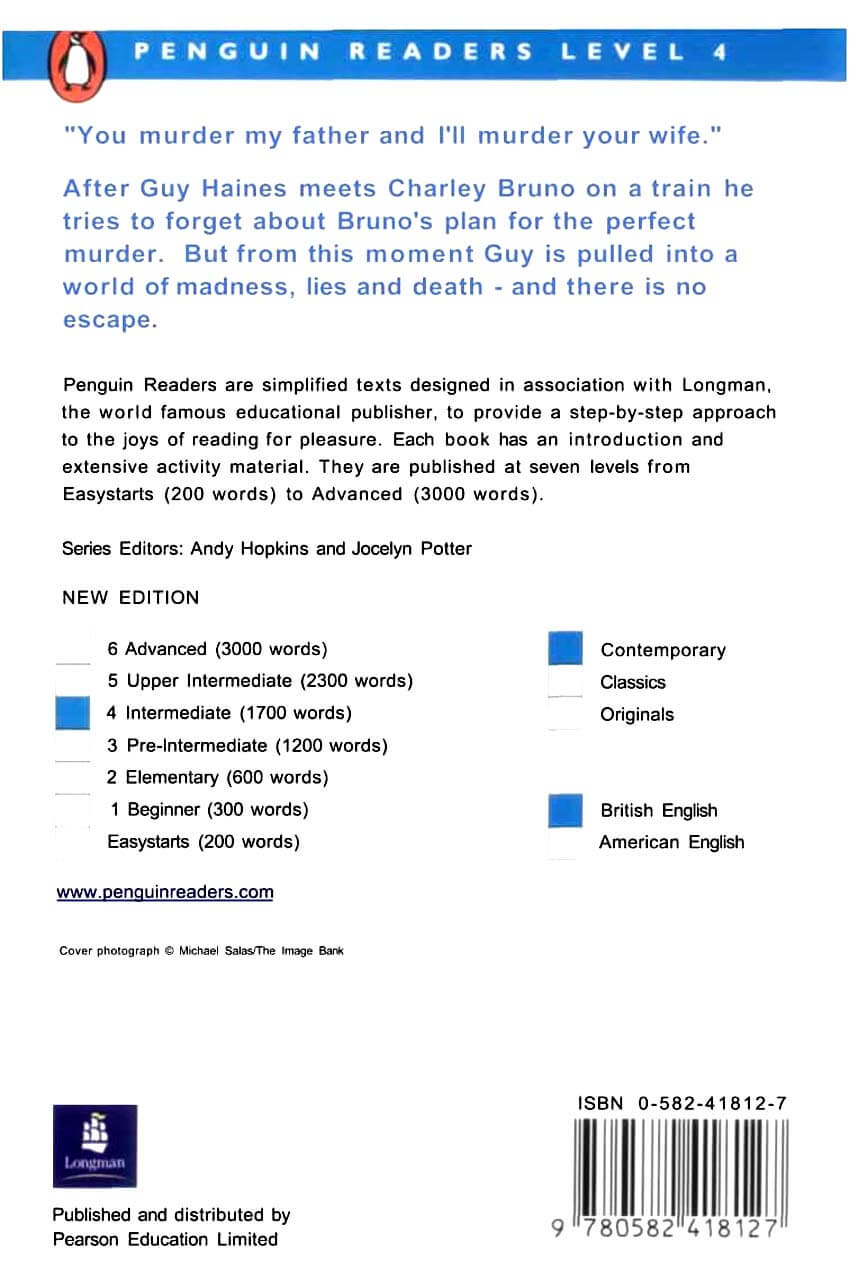 PENGUIN READERS LEVEL 4
"You murder my father and I'll murder your wife."
After Guy Haines meets Charley Bruno on a train he
tries to forget about Bruno's plan for the perfect
murder. But from this moment Guy is pulled into a
world of madness, lies and death - and there is no
escape.
Penguin Readers are simplified texts designed in association with Longman,
the world famous educational publisher, to provide a step-by-step approach
to the joys of reading for pleasure. Each book has an introduction and
extensive activity material. They are published at seven levels from
Easystarts (200 words) to Advanced (3000 words).
Series Editors: Andy Hopkins and Jocelyn Potter
NEW EDITION
6 Advanced (3000 words)
5 Upper Intermediate (2300 words)
4 Intermediate (1700 words)
3 Pre-Intermediate (1200 words)
2 Elementary (600 words)
1 Beginner (300 words)
Easystarts (200 words)
Contemporary
Classics
Originals
British English
American English
www.penguinreaders.com
Cover photograph © Michael Salas/The Image Bank
Longman
Published and distributed by
Pearson Education Limited
ISBN 0-582-41812-7
9 780582 418127